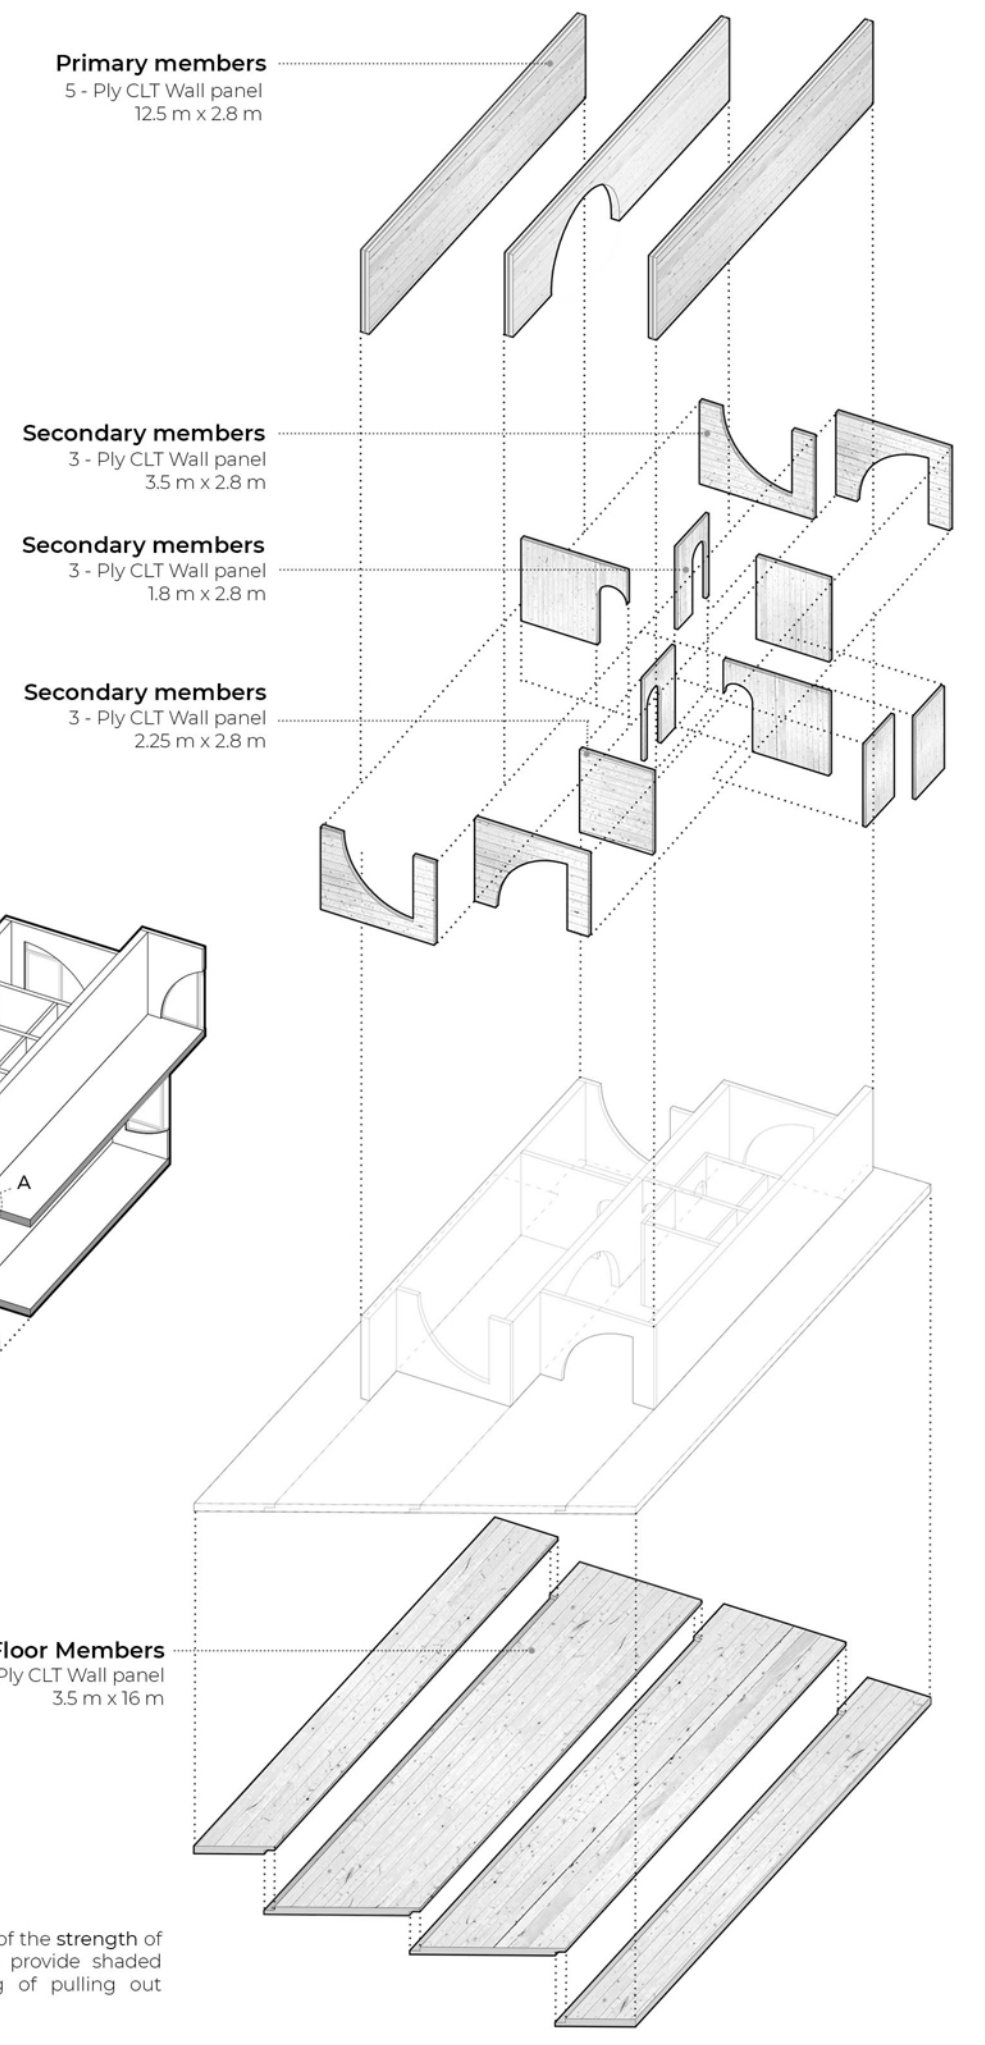 Primary members
5 - Ply CLT Wall panel
12.5 m x 2.8 m
Secondary members
3 - Ply CLT Wall panel
3.5 m x 2.8 m
Secondary members
3 - Ply CLT Wall panel
1.8 m x 2.8 m
Secondary members
3 - Ply CLT Wall panel
2.25 m x 2.8 m
A
Floor Members
Ply CLT Wall panel
3.5 m x 16 m
of the strength of
provide shaded
of pulling out